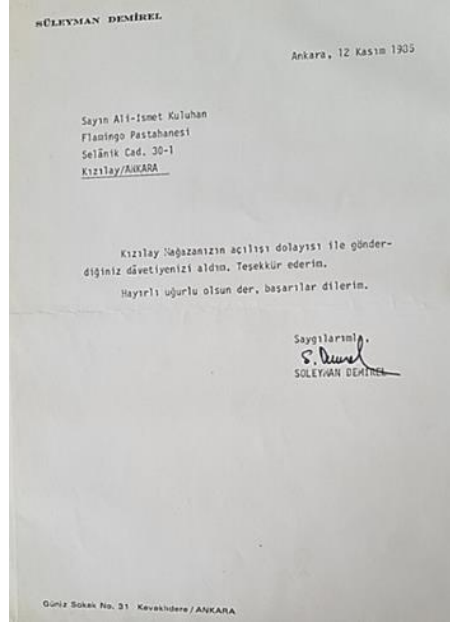 SÜLEYMAN DEMİREL
Ankara, 12 Kasım 1985
Sayın Ali-İsmet Kuluhan
Flamingo Pastahanesi
Selânik Cad. 30-1
Kızılay/ANKARA
Kızılay Mağazanızın açılışı dolayısı ile gönder-
diğiniz dâvetiyenizi aldım. Teşekkür ederim.
Hayırlı uğurlu olsun der, başarılar dilerim.
Saygılarımla,
S. Demirel
SÜLEYMAN DEMİREL
Güniz Sokak No. 31 Kavaklıdere / ANKARA